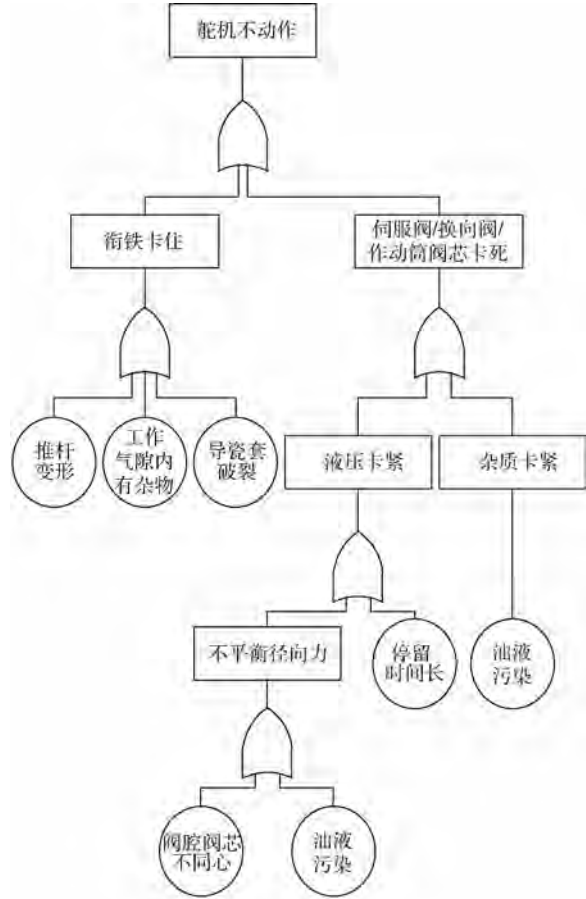 舵机不动作
衔铁卡住
伺服阀/换向阀/
作动筒阀芯卡死
推杆
变形
工作
气隙内
有杂物
导瓷套
破裂
液压卡紧
杂质卡紧
不平衡径向力
停留
时间长
油液
污染
阀腔阀芯
不同心
油液
污染